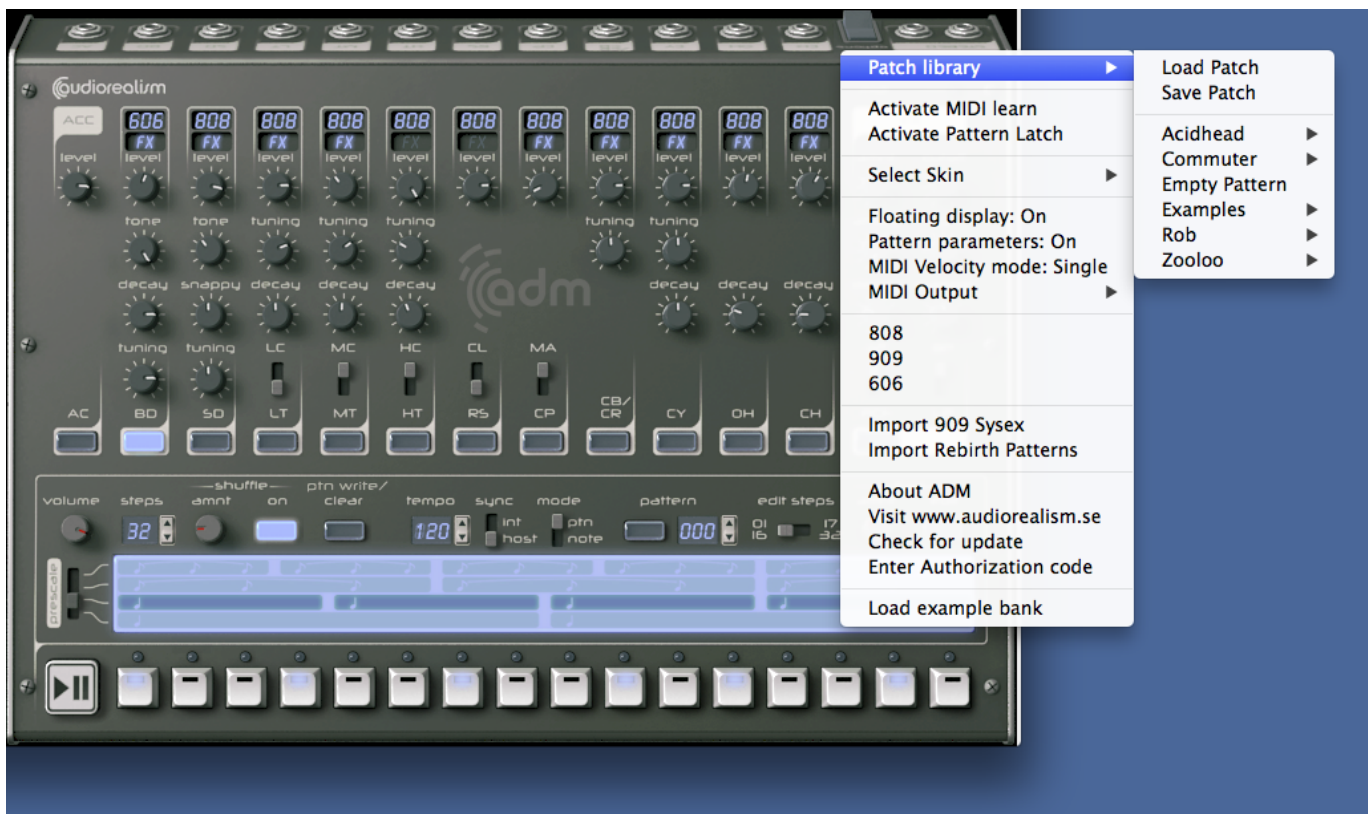 audiorealism
ACC
606 808 808 808 808 808 808 808 808 808 808
FX FX FX FX FX FX FX FX FX FX FX
level level level level level level level level level level level level
tone tone tuning tuning tuning tuning tuning
adm
decay snappy decay decay decay decay decay decay
tuning tuning LC MC HC CL MA
AC BD SD LT MT HT RS CP CB/ CR CY OH CH
volume steps shuffle amnt on ptn write/ clear tempo sync mode pattern edit steps
32 120 int host ptn note 000 01 16 17 32
prescale
Patch library
Activate MIDI learn
Activate Pattern Latch
Select Skin
Floating display: On
Pattern parameters: On
MIDI Velocity mode: Single
MIDI Output
808
909
606
Import 909 Sysex
Import Rebirth Patterns
About ADM
Visit www.audiorealism.se
Check for update
Enter Authorization code
Load example bank
Load Patch
Save Patch
Acidhead
Commuter
Empty Pattern
Examples
Rob
Zooloo